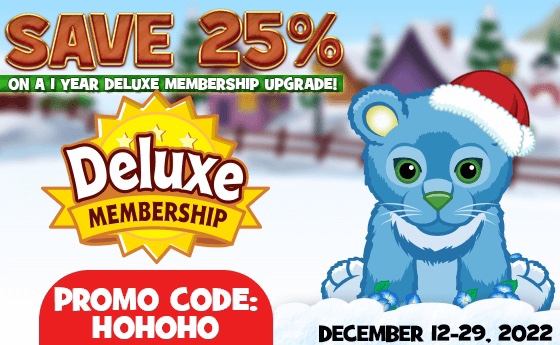 SAVE 25%
ON A 1 YEAR DELUXE MEMBERSHIP UPGRADE!
Deluxe
MEMBERSHIP
PROMO CODE:
HOHOHO
DECEMBER 12-29, 2022